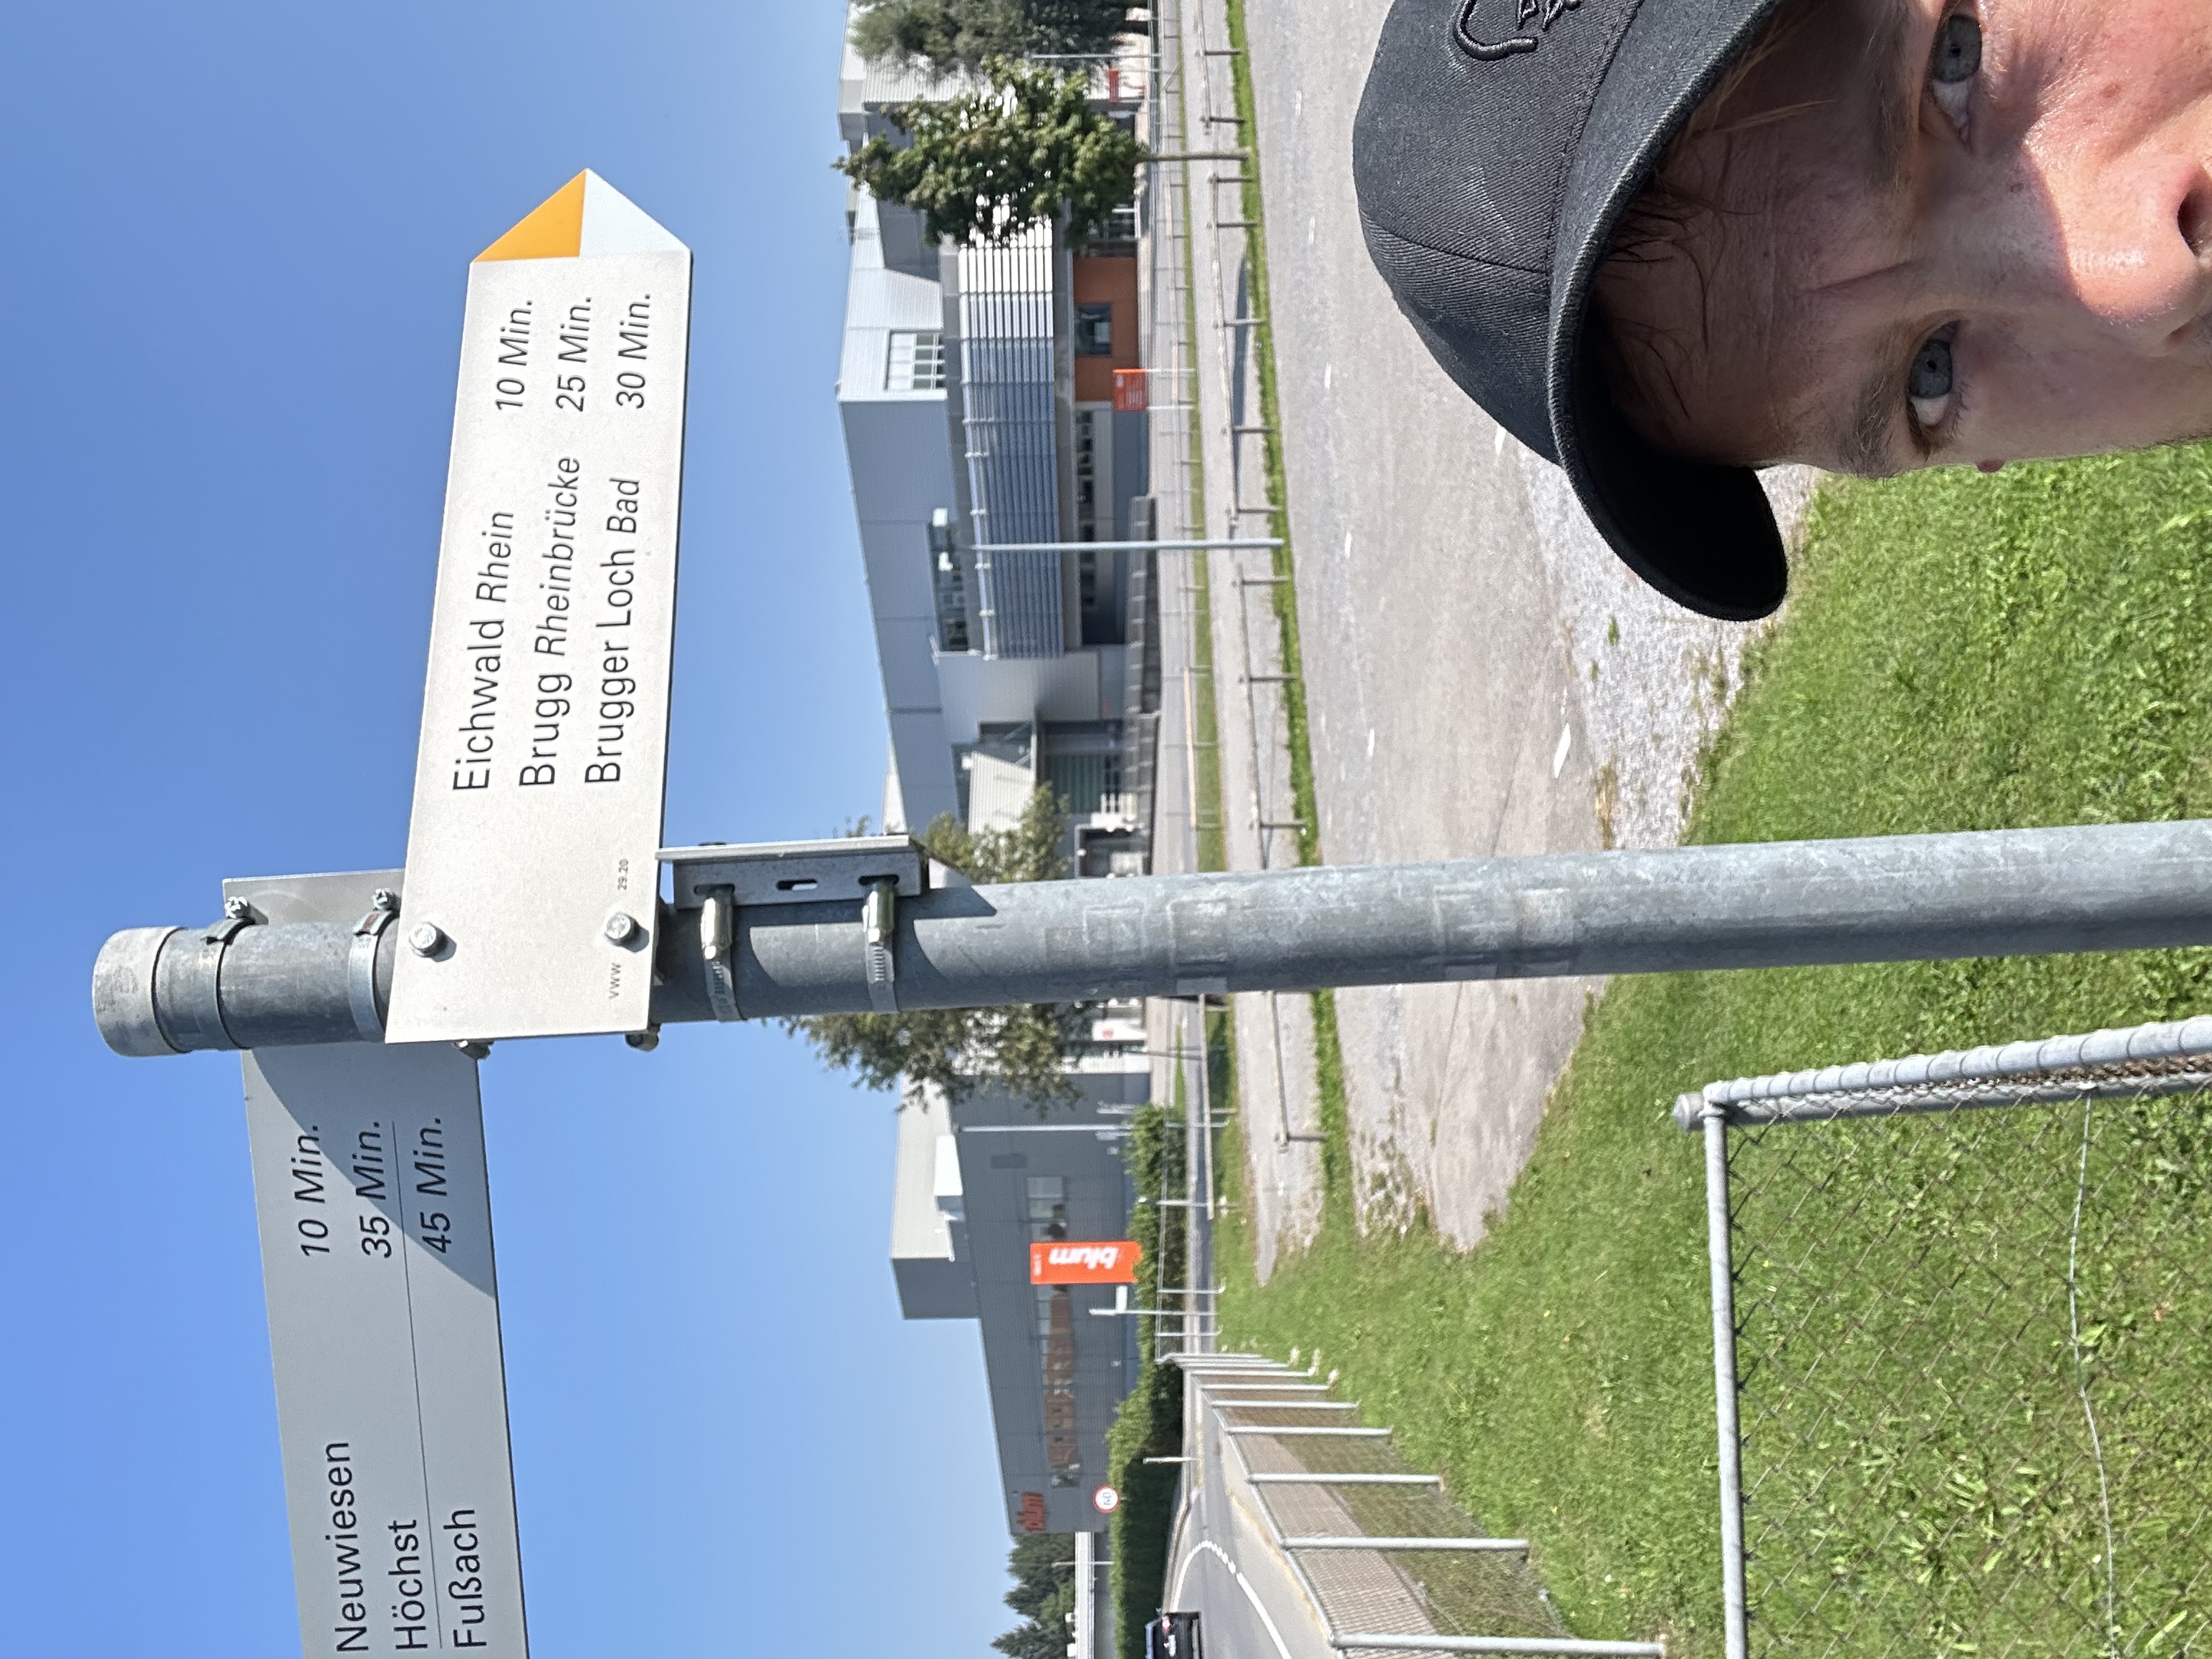 Neuwiesen 10 Min.
Höchst 35 Min.
Fußach 45 Min.
Eichwald Rhein 10 Min.
Brugg Rheinbrücke 25 Min.
Brugger Loch Bad 30 Min.
VWW 29.20
blum
blum
60